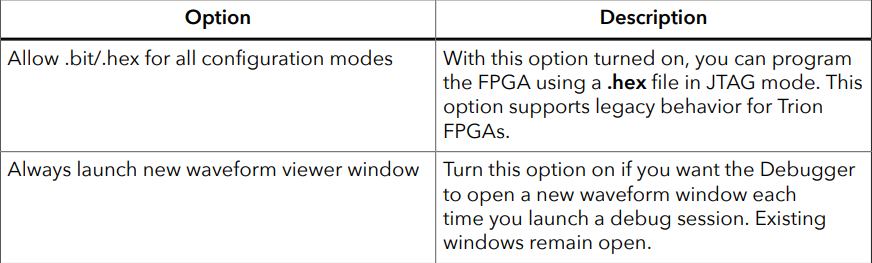 Option Description
Allow .bit/.hex for all configuration modes
With this option turned on, you can program
the FPGA using a .hex file in JTAG mode. This
option supports legacy behavior for Trion
FPGAs.
Always launch new waveform viewer window
Turn this option on if you want the Debugger
to open a new waveform window each
time you launch a debug session. Existing
windows remain open.